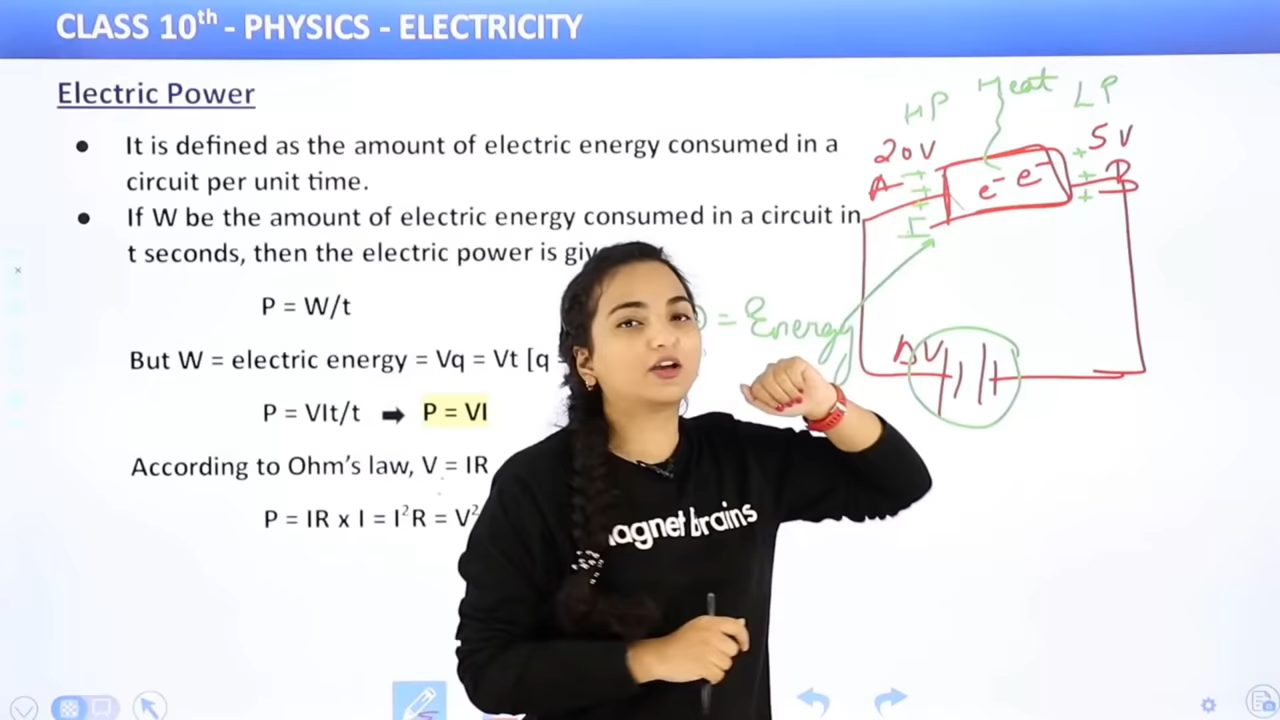 CLASS 10th - PHYSICS - ELECTRICITY
Electric Power
● It is defined as the amount of electric energy consumed in a
circuit per unit time.
● If W be the amount of electric energy consumed in a circuit in
t seconds, then the electric power is giv
P = W/t
But W = electric energy = Vq = Vt [q =
P = VIt/t ➡ P = VI
According to Ohm's law, V = IR
P = IR x I = I²R = V²
HP Heat LP
20V 5V
A e⁻ e⁻ B
+ + + + + +
I
= Energy
ΔV
agnet brains